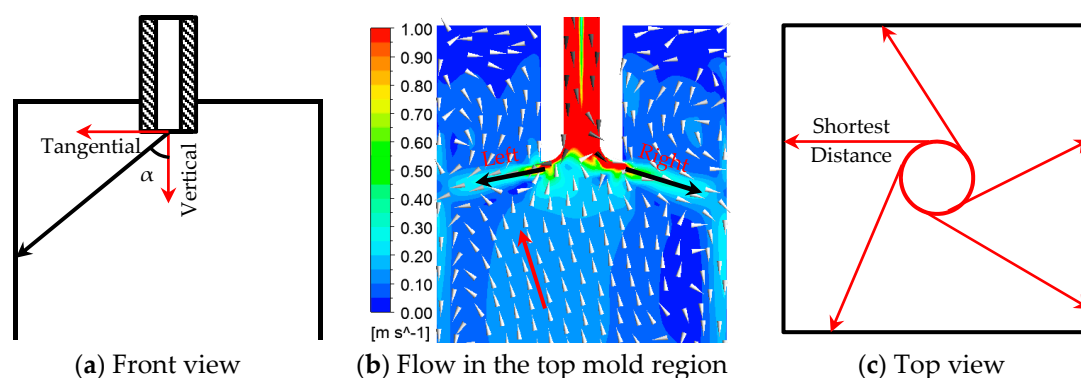 Tangential
α
Vertical
(a) Front view
1.00
0.90
0.80
0.70
0.60
0.50
0.40
0.30
0.20
0.10
0.00
[m s^-1]
Left
Right
(b) Flow in the top mold region
Shortest
Distance
(c) Top view